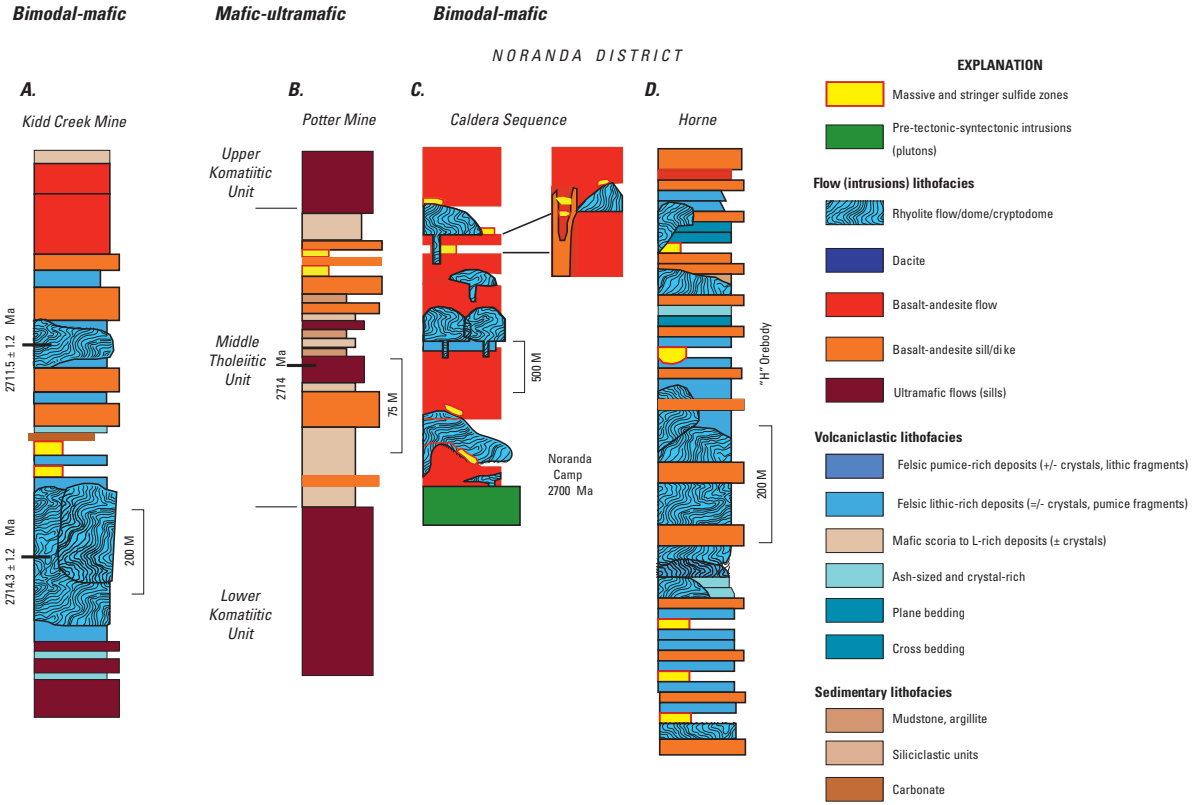 Bimodal-mafic
Mafic-ultramafic
Bimodal-mafic
NORANDA DISTRICT
A.
Kidd Creek Mine
2711.5 ± 1.2 Ma
2714.3 ± 1.2 Ma
200 M
B.
Potter Mine
Upper
Komatiitic
Unit
Middle
Tholeiitic
Unit
2714 Ma
75 M
Lower
Komatiitic
Unit
C.
Caldera Sequence
500 M
Noranda
Camp
2700 Ma
D.
Horne
"H" Orebody
200 M
EXPLANATION
Massive and stringer sulfide zones
Pre-tectonic-syntectonic intrusions
(plutons)
Flow (intrusions) lithofacies
Rhyolite flow/dome/cryptodome
Dacite
Basalt-andesite flow
Basalt-andesite sill/dike
Ultramafic flows (sills)
Volcaniclastic lithofacies
Felsic pumice-rich deposits (+/- crystals, lithic fragments)
Felsic lithic-rich deposits (=/- crystals, pumice fragments)
Mafic scoria to L-rich deposits (± crystals)
Ash-sized and crystal-rich
Plane bedding
Cross bedding
Sedimentary lithofacies
Mudstone, argillite
Siliciclastic units
Carbonate